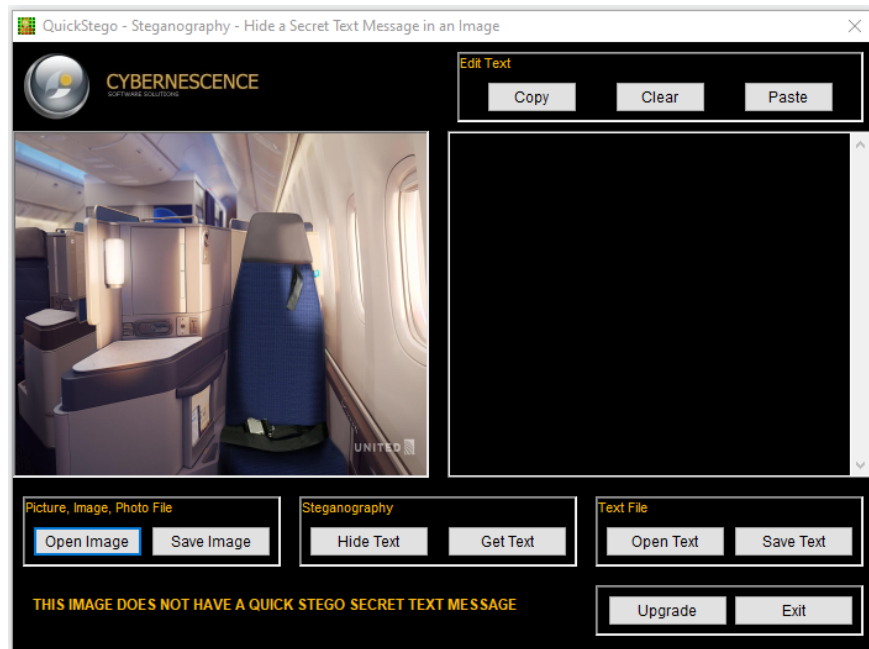 QuickStego - Steganography - Hide a Secret Text Message in an Image
CYBERNESCENCE
SOFTWARE SOLUTIONS
Edit Text
Copy Clear Paste
UNITED
Picture, Image, Photo File
Open Image Save Image
Steganography
Hide Text Get Text
Text File
Open Text Save Text
THIS IMAGE DOES NOT HAVE A QUICK STEGO SECRET TEXT MESSAGE
Upgrade Exit